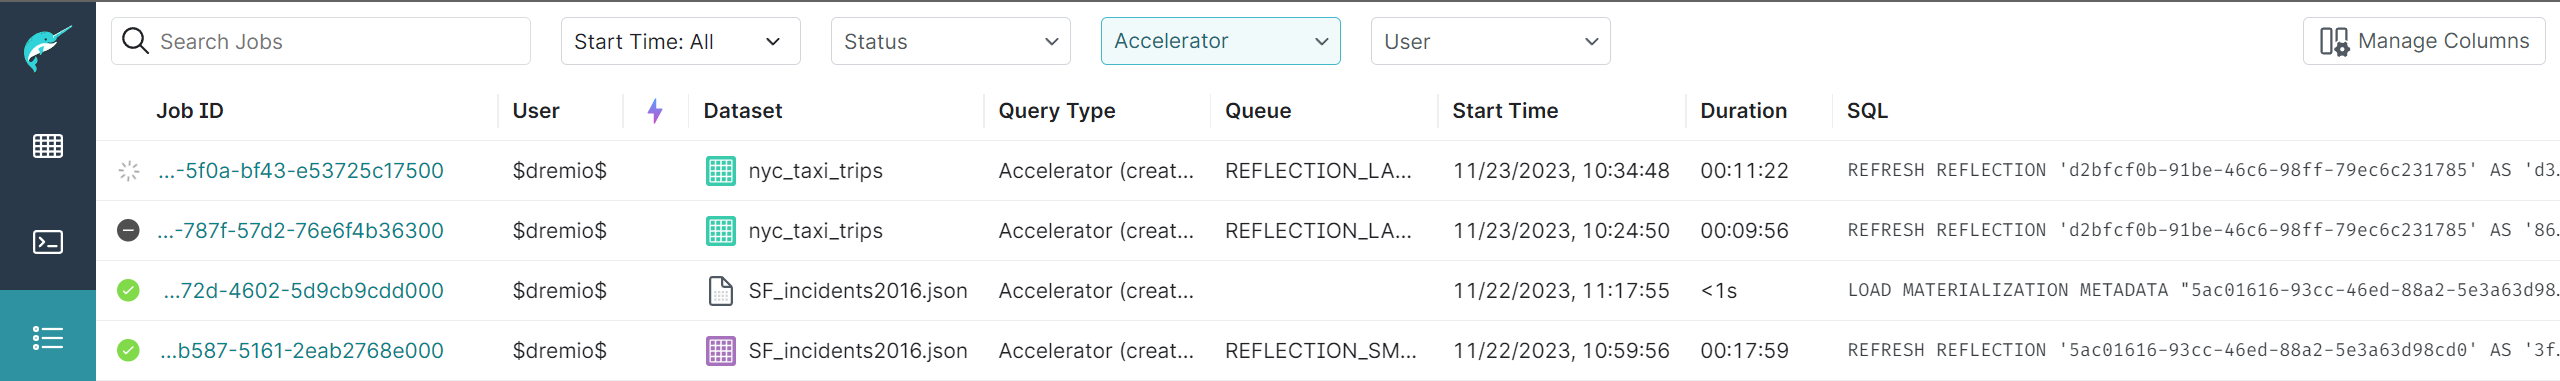 Search Jobs Start Time: All Status Accelerator User Manage Columns
Job ID User Dataset Query Type Queue Start Time Duration SQL
...-5f0a-bf43-e53725c17500 $dremio$ nyc_taxi_trips Accelerator (creat... REFLECTION_LA... 11/23/2023, 10:34:48 00:11:22 REFRESH REFLECTION 'd2bfcf0b-91be-46c6-98ff-79ec6c231785' AS 'd3...
...-787f-57d2-76e6f4b36300 $dremio$ nyc_taxi_trips Accelerator (creat... REFLECTION_LA... 11/23/2023, 10:24:50 00:09:56 REFRESH REFLECTION 'd2bfcf0b-91be-46c6-98ff-79ec6c231785' AS '86...
...72d-4602-5d9cb9cdd000 $dremio$ SF_incidents2016.json Accelerator (creat... 11/22/2023, 11:17:55 <1s LOAD MATERIALIZATION METADATA "5ac01616-93cc-46ed-88a2-5e3a63d98...
...b587-5161-2eab2768e000 $dremio$ SF_incidents2016.json Accelerator (creat... REFLECTION_SM... 11/22/2023, 10:59:56 00:17:59 REFRESH REFLECTION '5ac01616-93cc-46ed-88a2-5e3a63d98cd0' AS '3f...